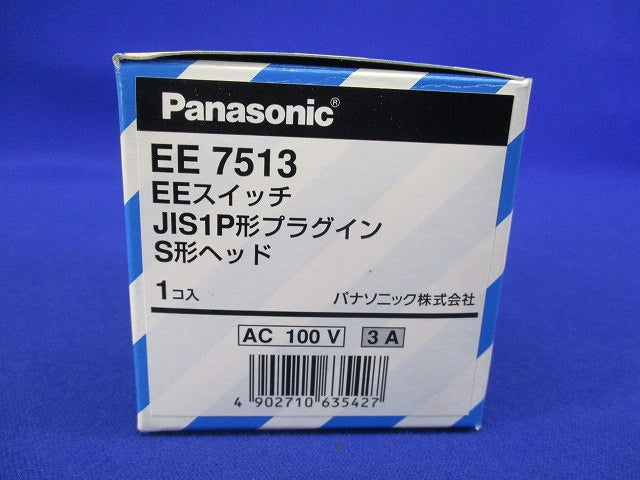 Panasonic®
EE 7513
EEスイッチ
JIS1P形プラグイン
S形ヘッド
1コ入
パナソニック株式会社
AC 100 V
3 A
4 902710 635427